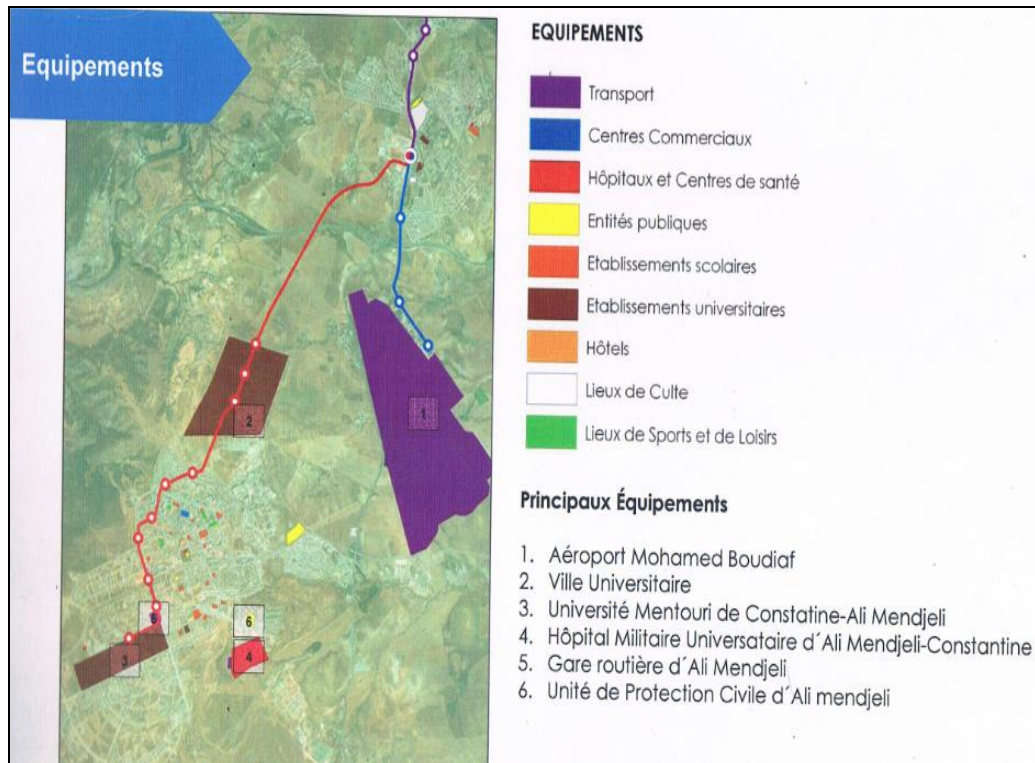 Equipements
EQUIPEMENTS
Transport
Centres Commerciaux
Hôpitaux et Centres de santé
Entités publiques
Etablissements scolaires
Etablissements universitaires
Hôtels
Lieux de Culte
Lieux de Sports et de Loisirs
Principaux Équipements
1. Aéroport Mohamed Boudiaf
2. Ville Universitaire
3. Université Mentouri de Constatine-Ali Mendjeli
4. Hôpital Militaire Universataire d´Ali Mendjeli-Constantine
5. Gare routière d´Ali Mendjeli
6. Unité de Protection Civile d´Ali mendjeli
1
2
5
6
3
4